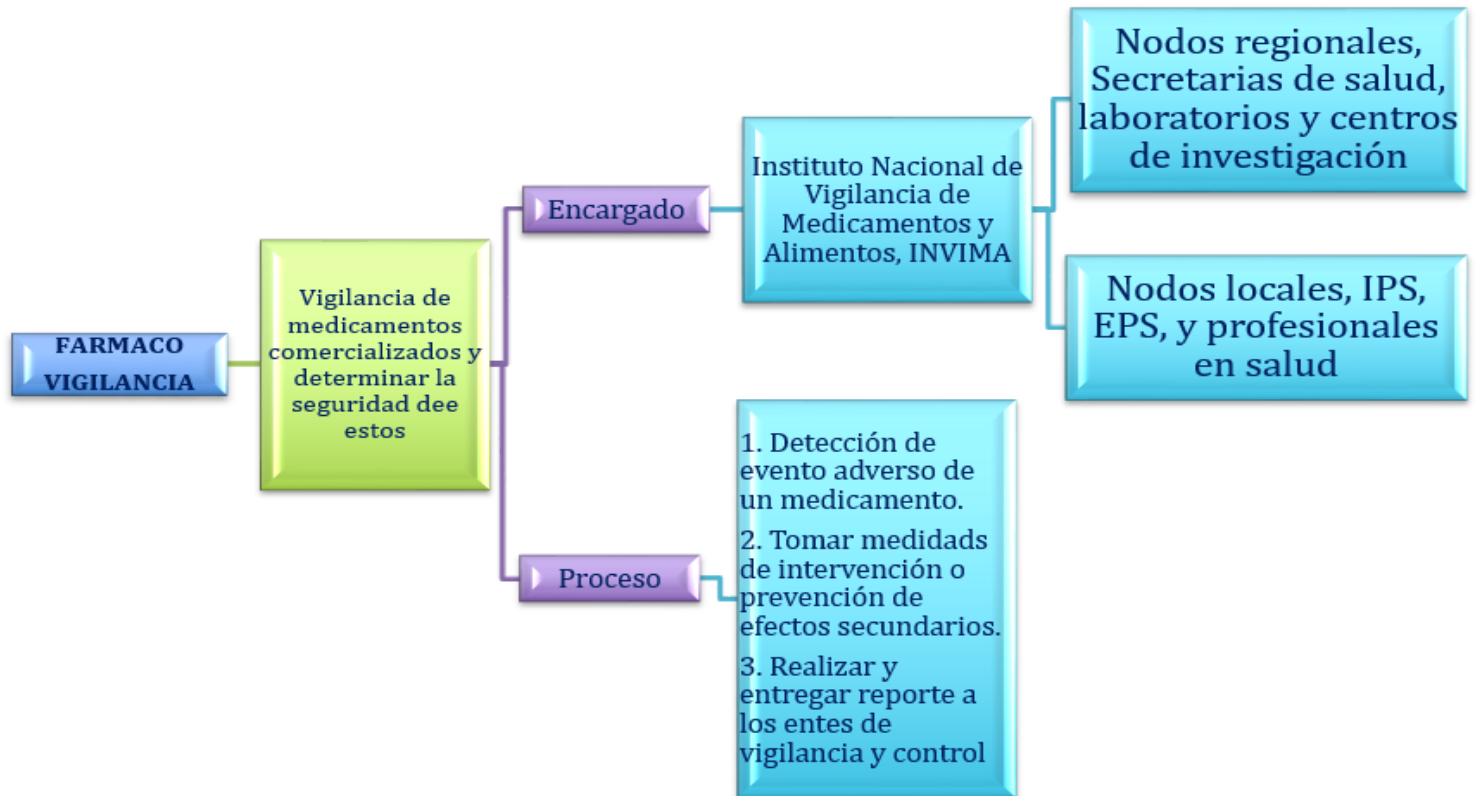 FARMACO
VIGILANCIA
Vigilancia de
medicamentos
comercializados y
determinar la
seguridad dee
estos
Encargado
Instituto Nacional de
Vigilancia de
Medicamentos y
Alimentos, INVIMA
Nodos regionales,
Secretarias de salud,
laboratorios y centros
de investigación
Nodos locales, IPS,
EPS, y profesionales
en salud
Proceso
1. Detección de
evento adverso de
un medicamento.
2. Tomar medidads
de intervención o
prevención de
efectos secundarios.
3. Realizar y
entregar reporte a
los entes de
vigilancia y control